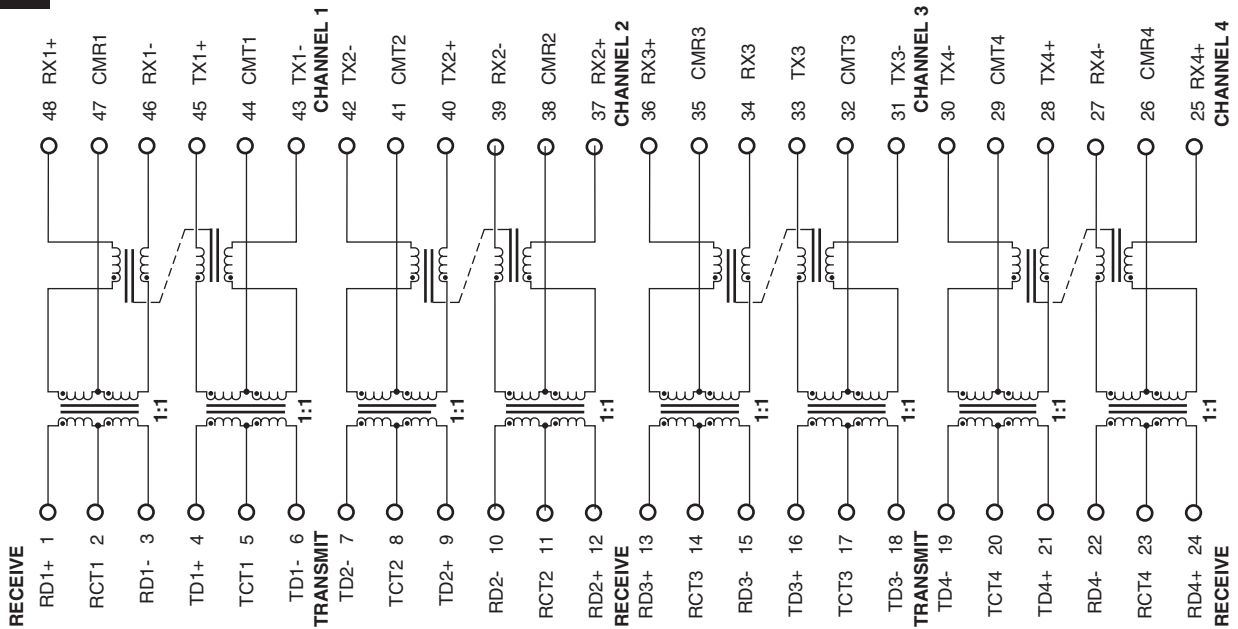 RX1+
CMR1
RX1-
TX1+
CMT1
TX1-
TX2-
CMT2
TX2+
RX2-
CMR2
RX2+
RX3+
CMR3
RX3
TX3
CMT3
TX3-
TX4-
CMT4
TX4+
RX4-
CMR4
RX4+
48
47
46
45
44
43
42
41
40
39
38
37
36
35
34
33
32
31
30
29
28
27
26
25
CHANNEL 1
CHANNEL 2
CHANNEL 3
CHANNEL 4
1:1
1:1
1:1
1:1
1:1
1:1
1:1
1:1
RECEIVE
RD1+ 1
RCT1 2
RD1- 3
TD1+ 4
TCT1 5
TD1- 6
TRANSMIT
TD2- 7
TCT2 8
TD2+ 9
RD2- 10
RCT2 11
RD2+ 12
RECEIVE
RD3+ 13
RCT3 14
RD3- 15
TD3+ 16
TCT3 17
TD3- 18
TRANSMIT
TD4- 19
TCT4 20
TD4+ 21
RD4- 22
RCT4 23
RD4+ 24
RECEIVE